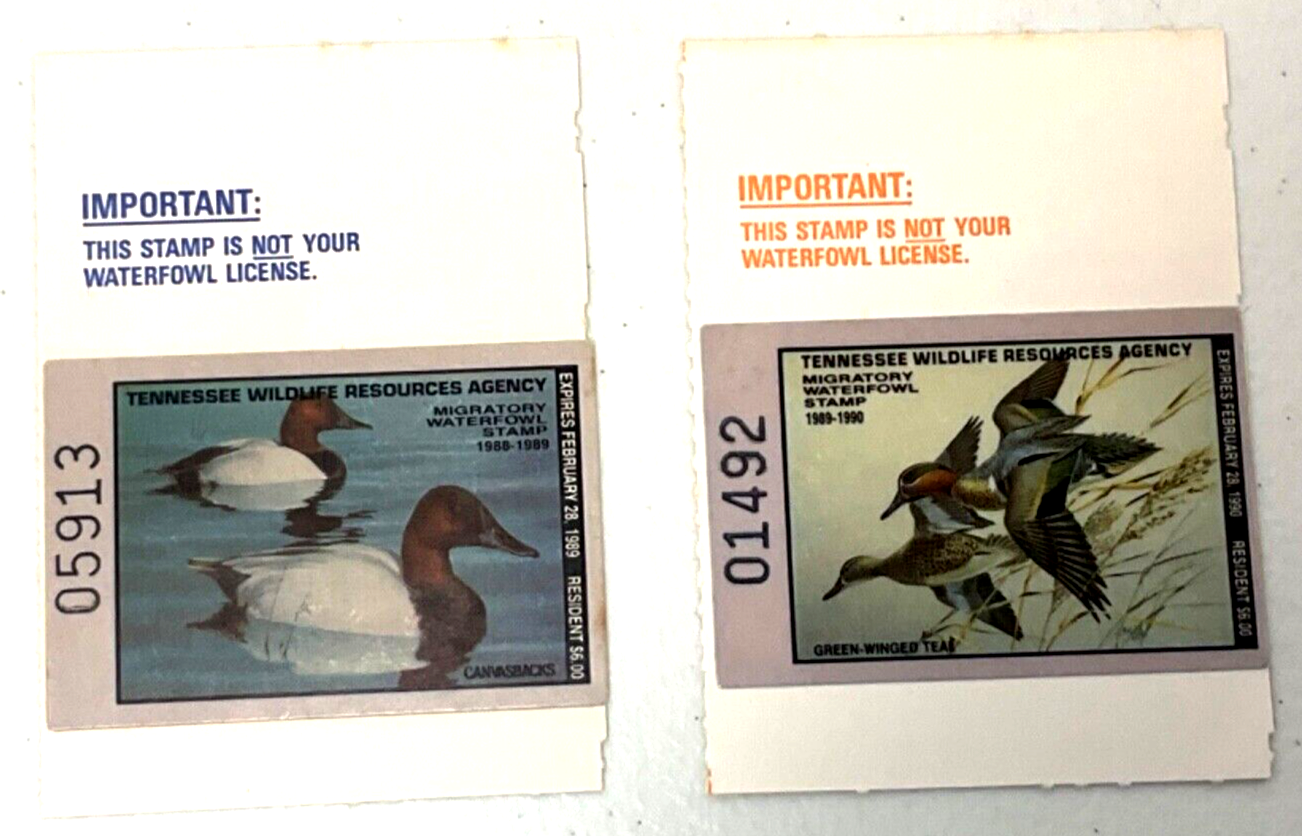 IMPORTANT:
THIS STAMP IS NOT YOUR
WATERFOWL LICENSE.
05913
TENNESSEE WILDLIFE RESOURCES AGENCY
MIGRATORY
WATERFOWL
STAMP
1988-1989
EXPIRES FEBRUARY 28, 1989 RESIDENT $6.00
CANVASBACKS
IMPORTANT:
THIS STAMP IS NOT YOUR
WATERFOWL LICENSE.
01492
TENNESSEE WILDLIFE RESOURCES AGENCY
MIGRATORY
WATERFOWL
STAMP
1989-1990
EXPIRES FEBRUARY 28, 1990 RESIDENT $6.00
GREEN-WINGED TEAL